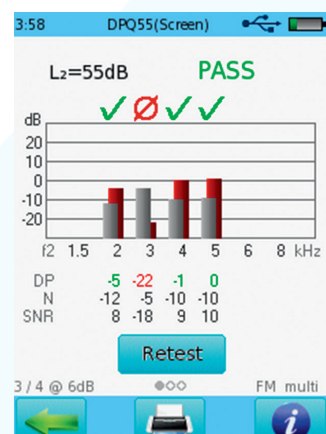 3:58 DPQ55(Screen)
L₂=55dB PASS
dB
20
10
0
-10
-20
f2 1.5 2 3 4 5 6 8 kHz
DP -5 -22 -1 0
N -12 -5 -10 -10
SNR 8 -18 9 10
Retest
3 / 4 @ 6dB FM multi
i